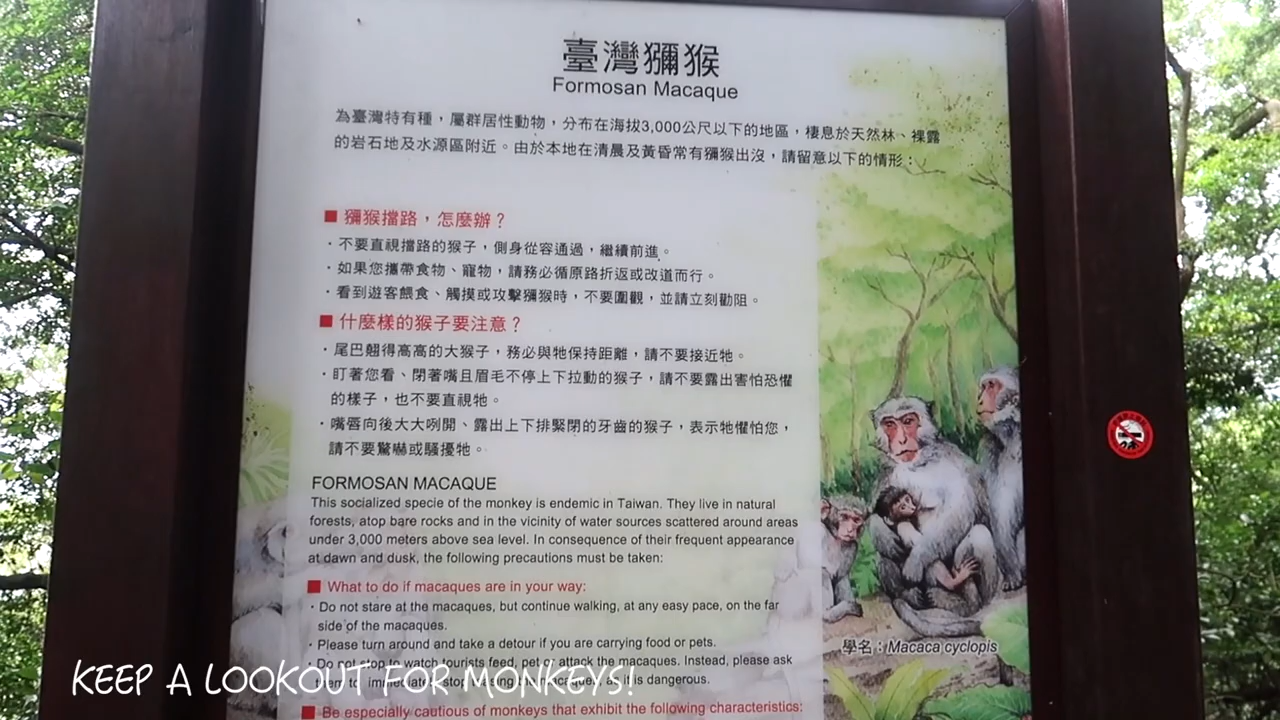 臺灣獼猴
Formosan Macaque
為臺灣特有種，屬群居性動物，分布在海拔3,000公尺以下的地區，棲息於天然林、裸露
的岩石地及水源區附近。由於本地在清晨及黃昏常有獼猴出沒，請留意以下的情形：
■ 獼猴擋路，怎麼辦？
·不要直視擋路的猴子，側身從容通過，繼續前進。
·如果您攜帶食物、寵物，請務必循原路折返或改道而行。
·看到遊客餵食、觸摸或攻擊獼猴時，不要圍觀，並請立刻勸阻。
■ 什麼樣的猴子要注意？
·尾巴翹得高高的大猴子，務必與牠保持距離，請不要接近牠。
·盯著您看、閉著嘴且眉毛不停上下拉動的猴子，請不要露出害怕恐懼
的樣子，也不要直視牠。
·嘴唇向後大大咧開、露出上下排緊閉的牙齒的猴子，表示牠懼怕您，
請不要驚嚇或騷擾牠。
FORMOSAN MACAQUE
This socialized specie of the monkey is endemic in Taiwan. They live in natural
forests, atop bare rocks and in the vicinity of water sources scattered around areas
under 3,000 meters above sea level. In consequence of their frequent appearance
at dawn and dusk, the following precautions must be taken:
■ What to do if macaques are in your way:
· Do not stare at the macaques, but continue walking, at any easy pace, on the far
side of the macaques.
· Please turn around and take a detour if you are carrying food or pets.
學名：Macaca cyclopis
· Do not stop to watch tourists feed, pet or attack the macaques. Instead, please ask
them to immediately stop the macaques, as it is dangerous.
KEEP A LOOKOUT FOR MONKEYS!
■ Be especially cautious of monkeys that exhibit the following characteristics: